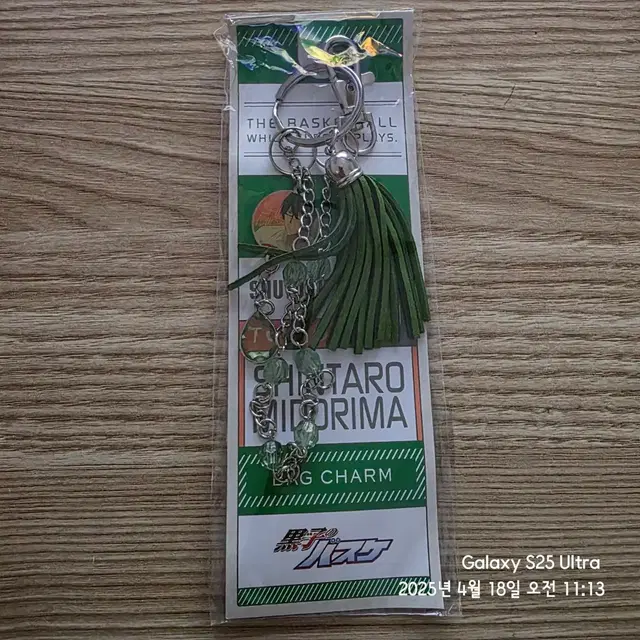 THE BASKETBALL
WHICH KUROKO PLAYS.
SHINTARO
MIDORIMA
BAG CHARM
黒子のバスケ
Galaxy S25 Ultra
2025년 4월 18일 오전 11:13